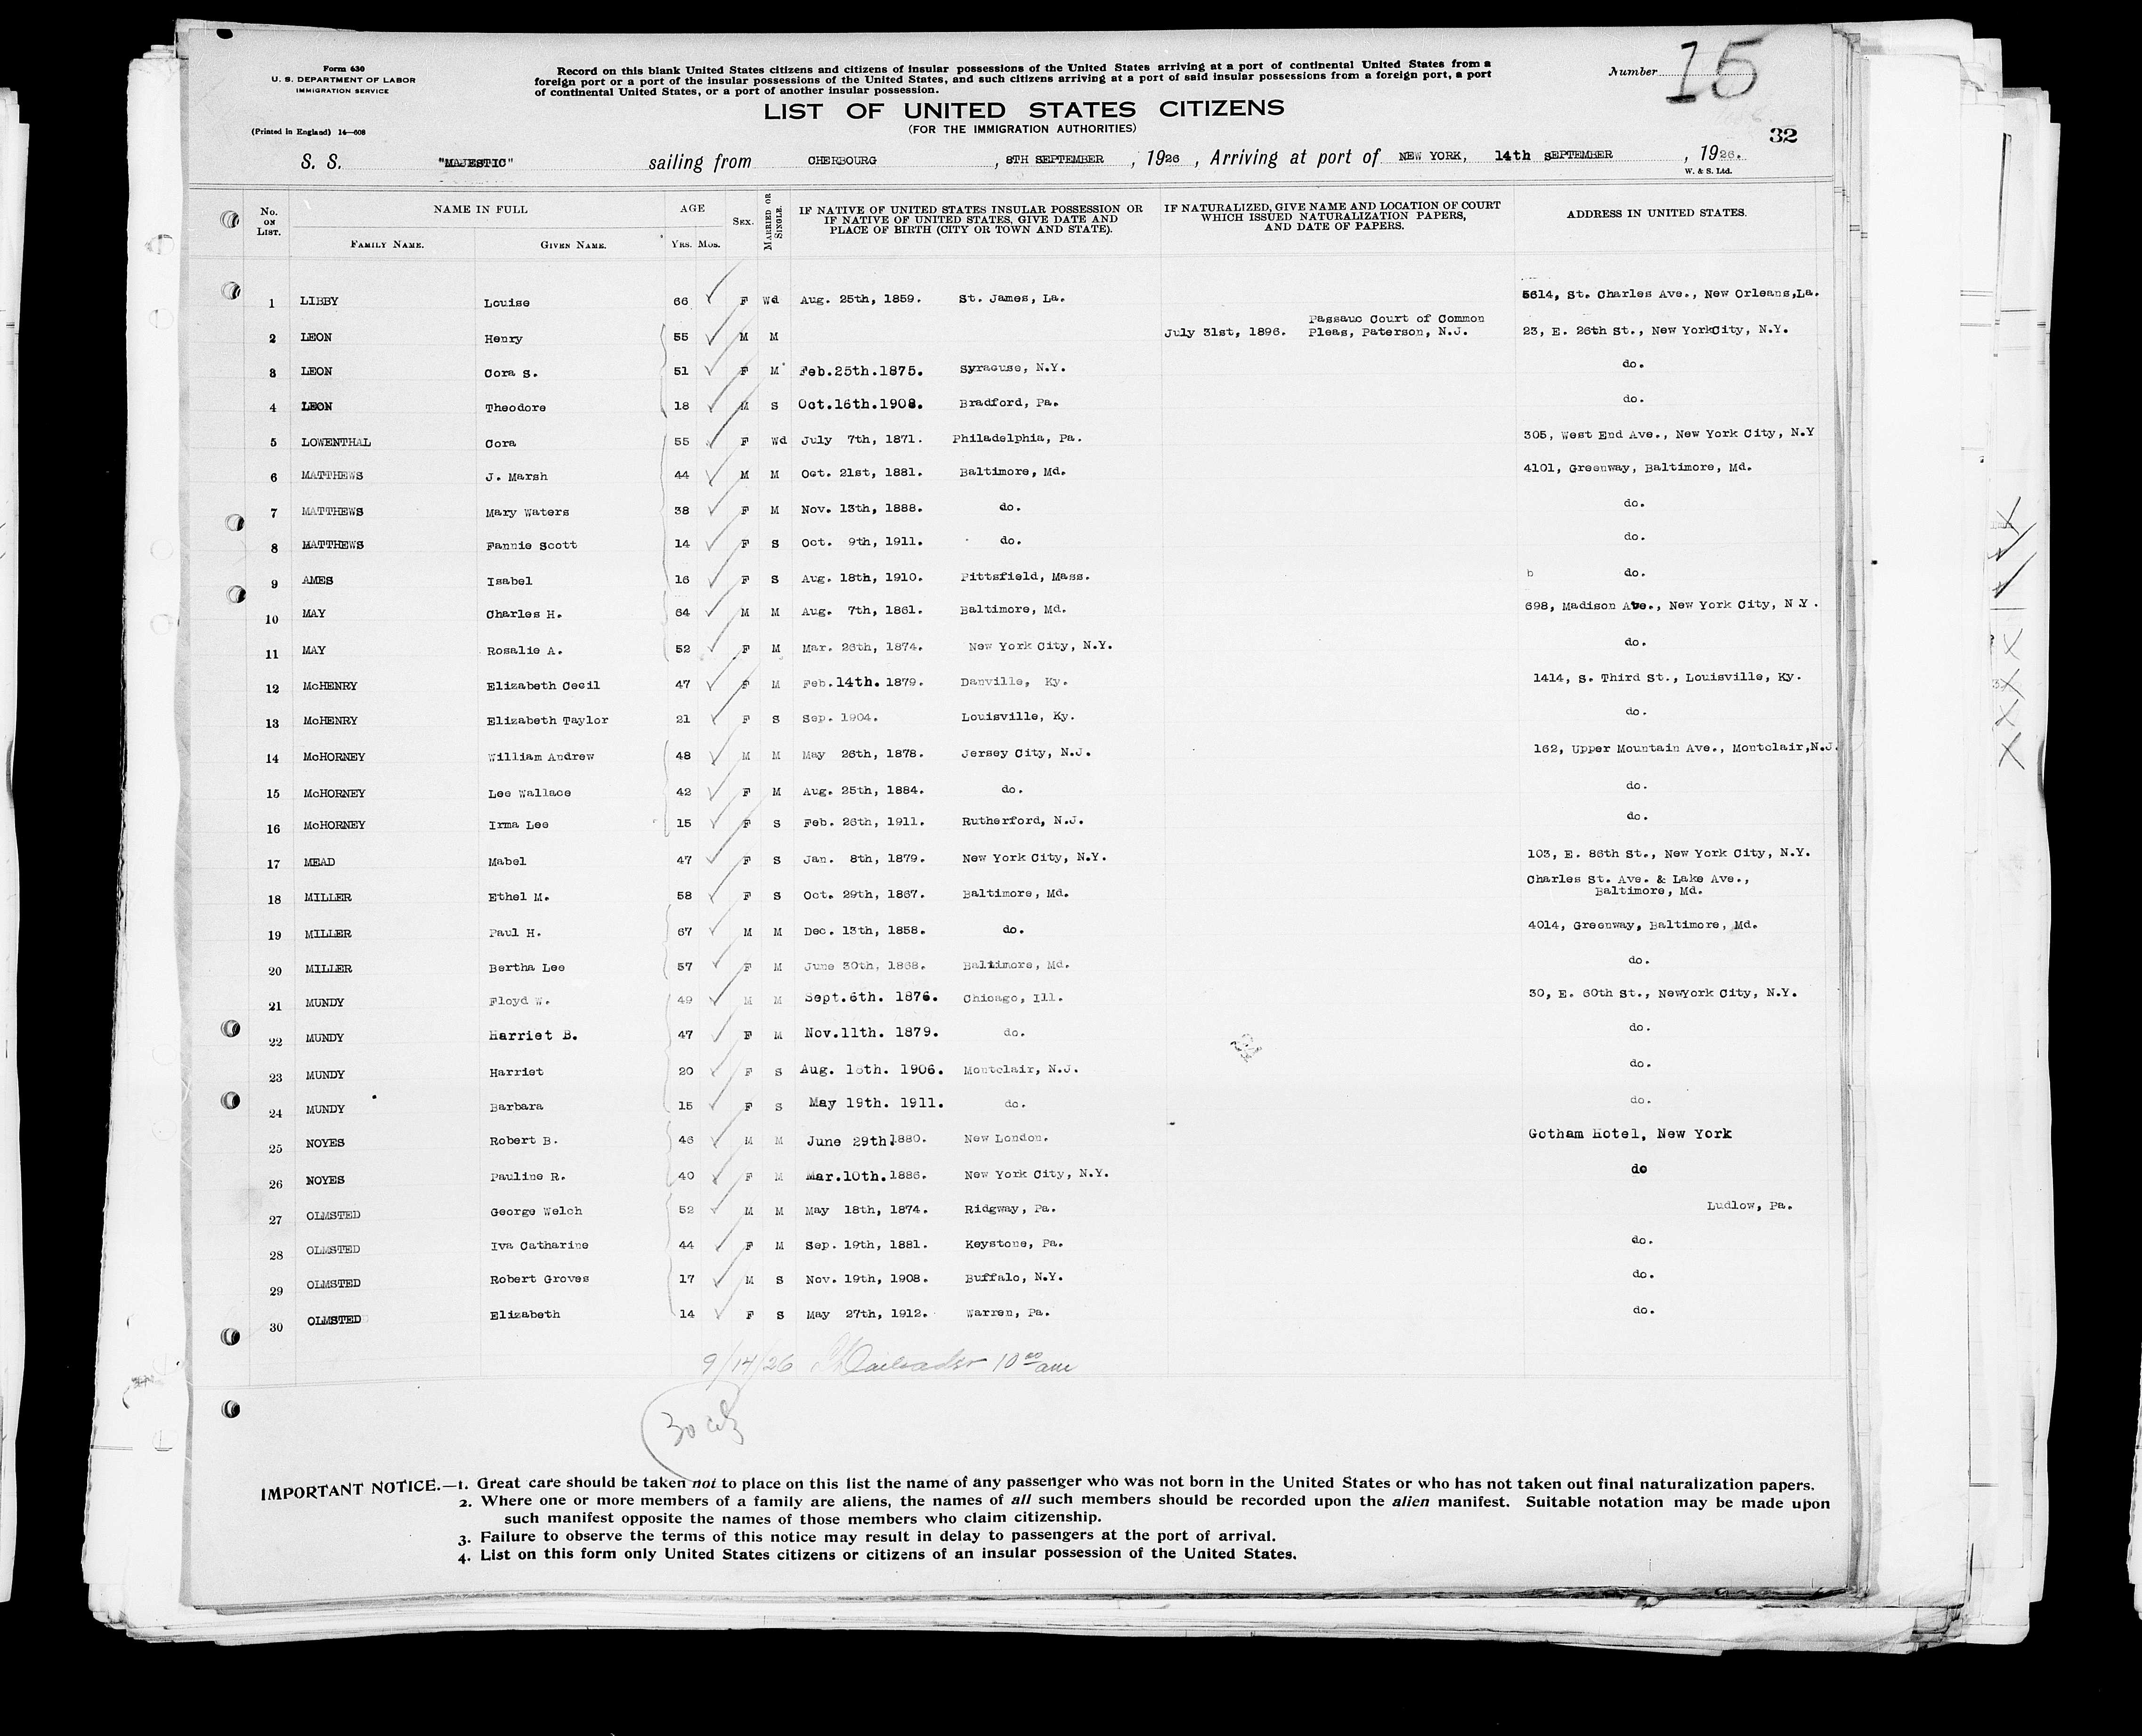 Form 630
U. S. DEPARTMENT OF LABOR
IMMIGRATION SERVICE
(Printed in England) 14—608
Record on this blank United States citizens and citizens of insular possessions of the United States arriving at a port of continental United States from a
foreign port or a port of the insular possessions of the United States, and such citizens arriving at a port of said insular possessions from a foreign port, a port
of continental United States, or a port of another insular possession.
Number 15
LIST OF UNITED STATES CITIZENS
(FOR THE IMMIGRATION AUTHORITIES)
32
S. S. "MAJESTIC" sailing from CHERBOURG, 8TH SEPTEMBER, 1926, Arriving at port of NEW YORK, 14th SEPTEMBER, 1926.
W. & S. Ltd.
No. ON LIST. NAME IN FULL AGE SEX. MARRIED OR SINGLE. IF NATIVE OF UNITED STATES INSULAR POSSESSION OR IF NATIVE OF UNITED STATES, GIVE DATE AND PLACE OF BIRTH (CITY OR TOWN AND STATE). IF NATURALIZED, GIVE NAME AND LOCATION OF COURT WHICH ISSUED NATURALIZATION PAPERS, AND DATE OF PAPERS. ADDRESS IN UNITED STATES.
FAMILY NAME. GIVEN NAME. YRS. MOS.
1 LIBBY Louise 66 F Wd Aug. 25th, 1859. St. James, La. 5614, St. Charles Ave., New Orleans,La.
2 LEON Henry 55 M M July 31st, 1896. Passauc Court of Common Pleas, Paterson, N.J. 23, E. 26th St., New YorkCity, N.Y.
3 LEON Cora S. 51 F M Feb.25th.1875. Syracuse, N.Y. do.
4 LEON Theodore 18 M S Oct.16th.1908. Bradford, Pa. do.
5 LOWENTHAL Cora 55 F Wd July 7th, 1871. Philadelphia, Pa. 305, West End Ave., New York City, N.Y
6 MATTHEWS J. Marsh 44 M M Oct. 21st, 1881. Baltimore, Md. 4101, Greenway, Baltimore, Md.
7 MATTHEWS Mary Waters 38 F M Nov. 13th, 1888. do. do.
8 MATTHEWS Fannie Scott 14 F S Oct. 9th, 1911. do. do.
9 AMES Isabel 16 F S Aug. 18th, 1910. Pittsfield, Mass. b do.
10 MAY Charles H. 64 M M Aug. 7th, 1861. Baltimore, Md. 698, Madison Ave., New York City, N.Y.
11 MAY Rosalie A. 52 F M Mar. 26th, 1874. New York City, N.Y. do.
12 McHENRY Elizabeth Cecil 47 F M Feb.14th. 1879. Danville, Ky. 1414, S. Third St., Louisville, Ky.
13 McHENRY Elizabeth Taylor 21 F S Sep. 1904. Louisville, Ky. do.
14 McHORNEY William Andrew 48 M M May 26th, 1878. Jersey City, N.J. 162, Upper Mountain Ave., Montclair,N.J.
15 McHORNEY Lee Wallace 42 F M Aug. 25th, 1884. do. do.
16 McHORNEY Irma Lee 15 F S Feb. 26th, 1911. Rutherford, N.J. do.
17 MEAD Mabel 47 F S Jan. 8th, 1879. New York City, N.Y. 103, E. 86th St., New York City, N.Y.
18 MILLER Ethel M. 58 F S Oct. 29th, 1867. Baltimore, Md. Charles St. Ave. & Lake Ave., Baltimore, Md.
19 MILLER Paul H. 67 M M Dec. 13th, 1858. do. 4014, Greenway, Baltimore, Md.
20 MILLER Bertha Lee 57 F M June 30th, 1868. Baltimore, Md. do.
21 MUNDY Floyd W. 49 M M Sept.6th. 1876. Chicago, Ill. 30, E. 60th St., NewYork City, N.Y.
22 MUNDY Harriet B. 47 F M Nov.11th. 1879. do. do.
23 MUNDY Harriet 20 F S Aug. 16th. 1906. Montclair, N.J. do.
24 MUNDY Barbara 15 F S May 19th. 1911. do. do.
25 NOYES Robert B. 46 M M June 29th.1880. New London. Gotham Hotel, New York
26 NOYES Pauline R. 40 F M Mar.10th.1886. New York City, N.Y. do
27 OLMSTED George Welch 52 M M May 18th, 1874. Ridgway, Pa. Ludlow, Pa.
28 OLMSTED Iva Catharine 44 F M Sep. 19th, 1881. Keystone, Pa. do.
29 OLMSTED Robert Groves 17 M S Nov. 19th, 1908. Buffalo, N.Y. do.
30 OLMSTED Elizabeth 14 F S May 27th, 1912. Warren, Pa. do.
9/14/26 10 00 am
30
IMPORTANT NOTICE.—1. Great care should be taken not to place on this list the name of any passenger who was not born in the United States or who has not taken out final naturalization papers.
2. Where one or more members of a family are aliens, the names of all such members should be recorded upon the alien manifest. Suitable notation may be made upon
such manifest opposite the names of those members who claim citizenship.
3. Failure to observe the terms of this notice may result in delay to passengers at the port of arrival.
4. List on this form only United States citizens or citizens of an insular possession of the United States.